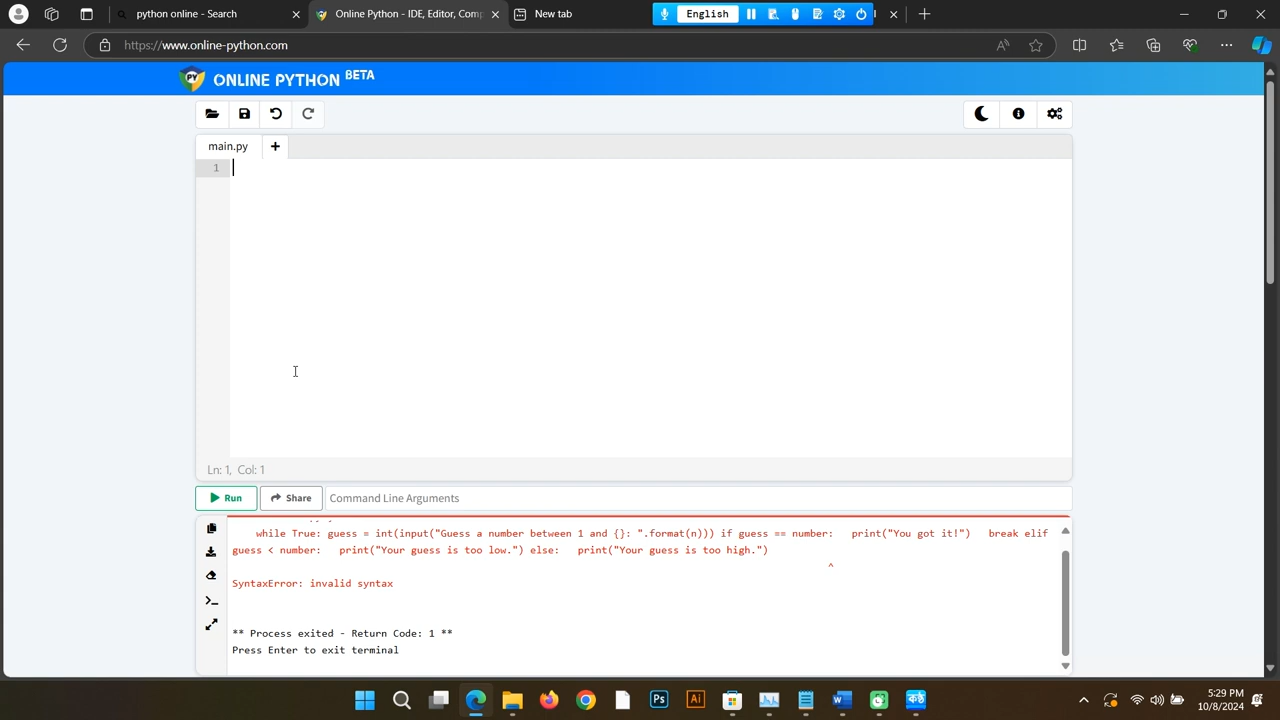 python online - Search
Online Python - IDE, Editor, Comp
New tab
English
https://www.online-python.com
PY ONLINE PYTHON BETA
main.py
1
Ln: 1, Col: 1
Run
Share
Command Line Arguments
while True: guess = int(input("Guess a number between 1 and {}: ".format(n))) if guess == number: print("You got it!") break elif
guess < number: print("Your guess is too low.") else: print("Your guess is too high.")
^
SyntaxError: invalid syntax
** Process exited - Return Code: 1 **
Press Enter to exit terminal
Ps
Ai
5:29 PM
10/8/2024